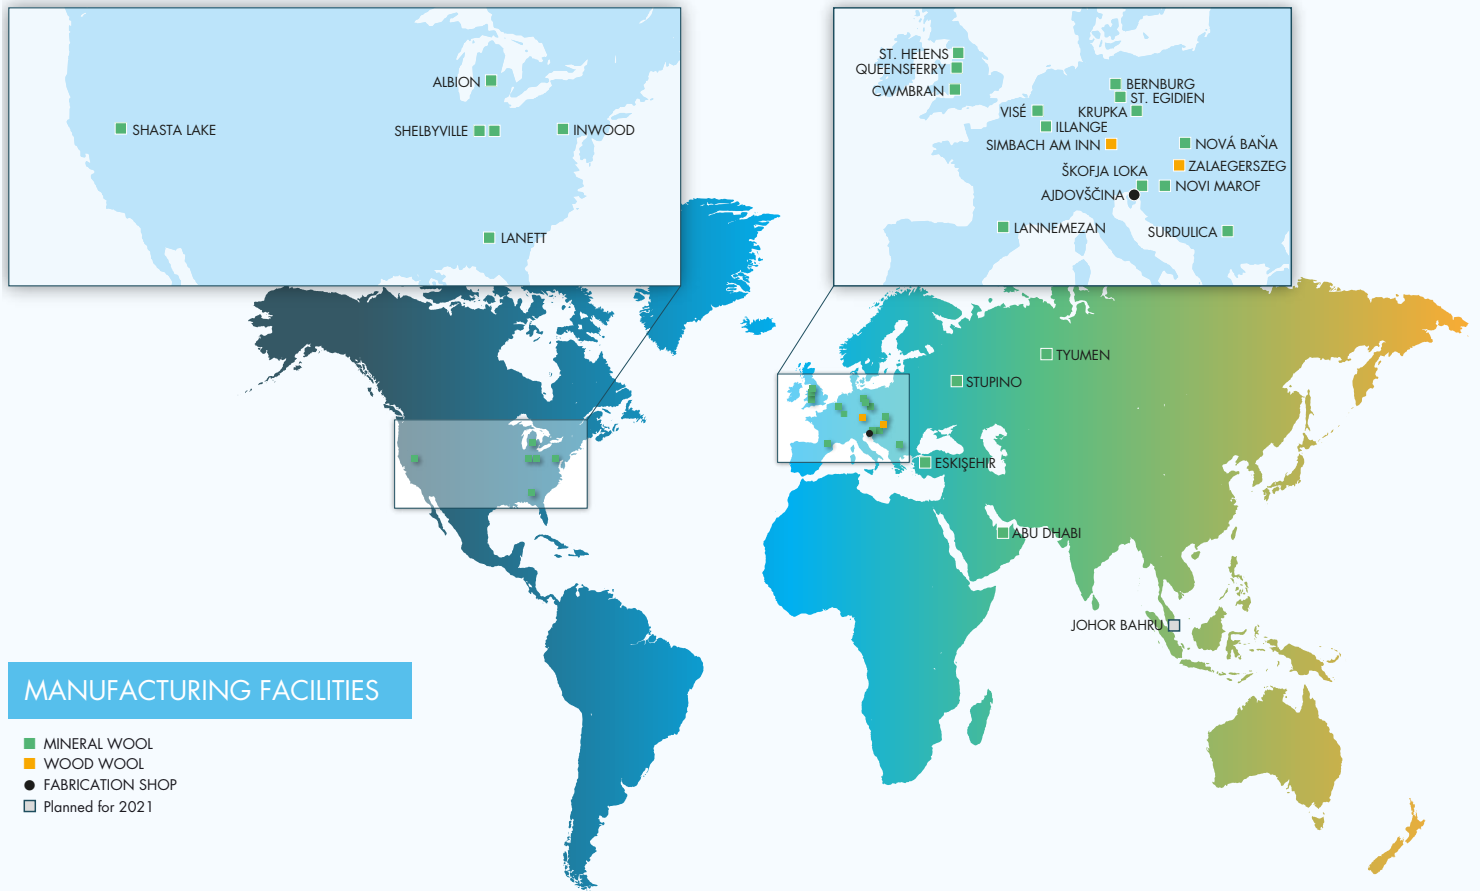 ALBION
SHASTA LAKE
SHELBYVILLE
INWOOD
LANETT
ST. HELENS
QUEENSFERRY
CWMBRAN
BERNBURG
ST. EGIDIEN
VISÉ
KRUPKA
ILLANGE
SIMBACH AM INN
NOVÁ BAŇA
ZALAEGERSZEG
ŠKOFJA LOKA
NOVI MAROF
AJDOVŠČINA
LANNEMEZAN
SURDULICA
TYUMEN
STUPINO
ESKIŞEHIR
ABU DHABI
JOHOR BAHRU
MANUFACTURING FACILITIES
MINERAL WOOL
WOOD WOOL
FABRICATION SHOP
Planned for 2021